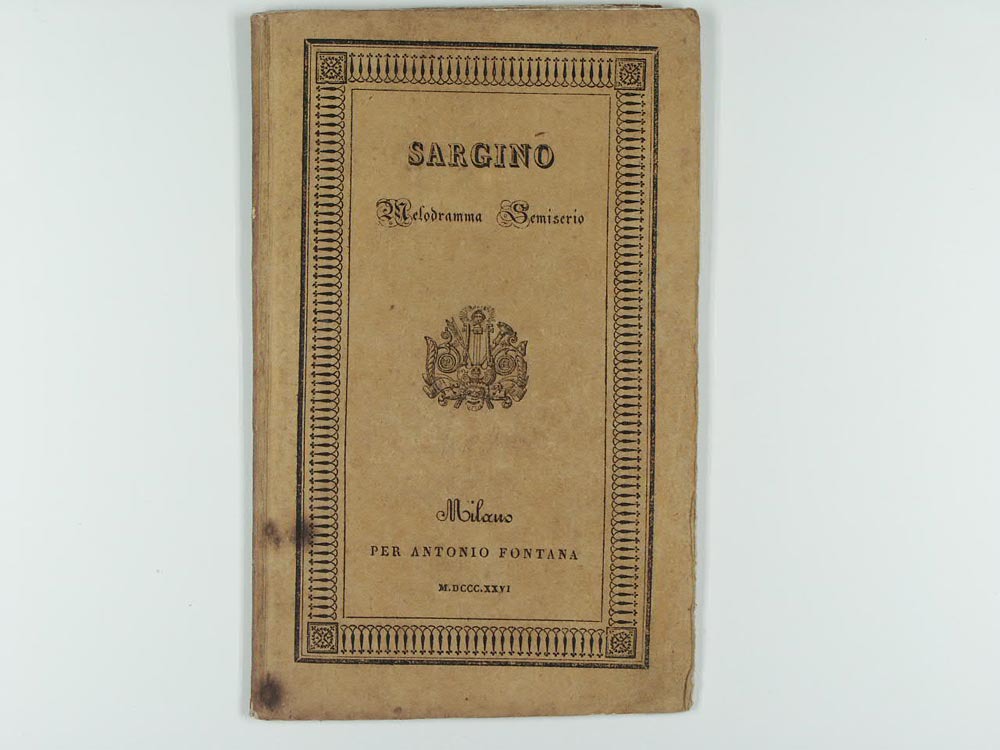 SARGINO
Melodramma Semiserio
Milano
PER ANTONIO FONTANA
M.DCCC.XXVI